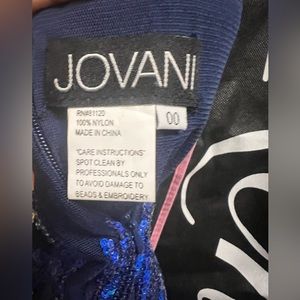 JOVANI
RN#81120
100% NYLON
MADE IN CHINA
00
"CARE INSTRUCTIONS"
SPOT CLEAN BY
PROFESSIONALS ONLY
TO AVOID DAMAGE TO
BEADS & EMBROIDERY